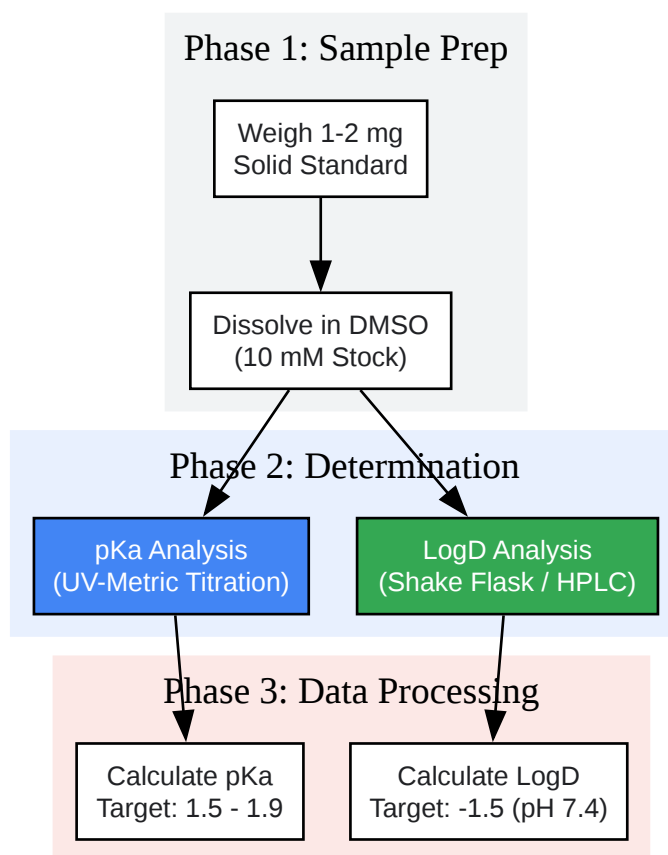 Phase 1: Sample Prep
Weigh 1-2 mg
Solid Standard
Dissolve in DMSO
(10 mM Stock)
Phase 2: Determination
pKa Analysis
(UV-Metric Titration)
LogD Analysis
(Shake Flask / HPLC)
Phase 3: Data Processing
Calculate pKa
Target: 1.5 - 1.9
Calculate LogD
Target: -1.5 (pH 7.4)